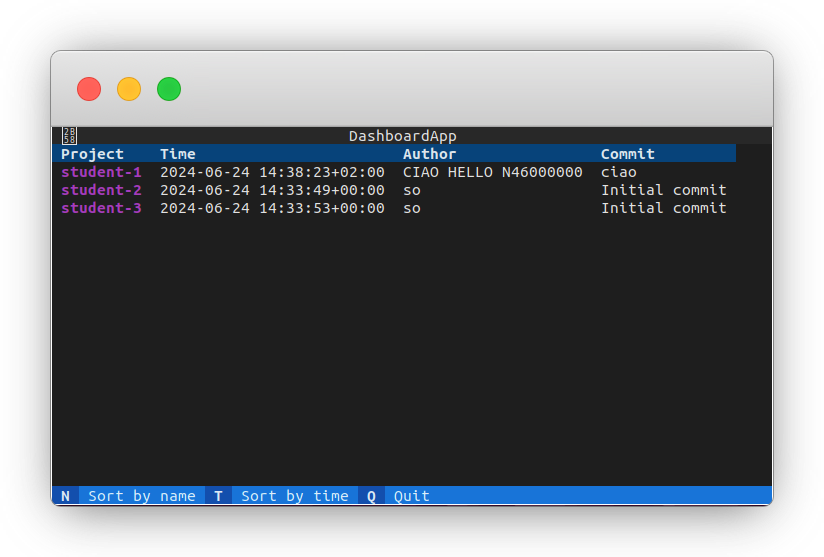 DashboardApp
Project Time Author Commit
student-1 2024-06-24 14:38:23+02:00 CIAO HELLO N46000000 ciao
student-2 2024-06-24 14:33:49+00:00 so Initial commit
student-3 2024-06-24 14:33:53+00:00 so Initial commit
N Sort by name T Sort by time Q Quit